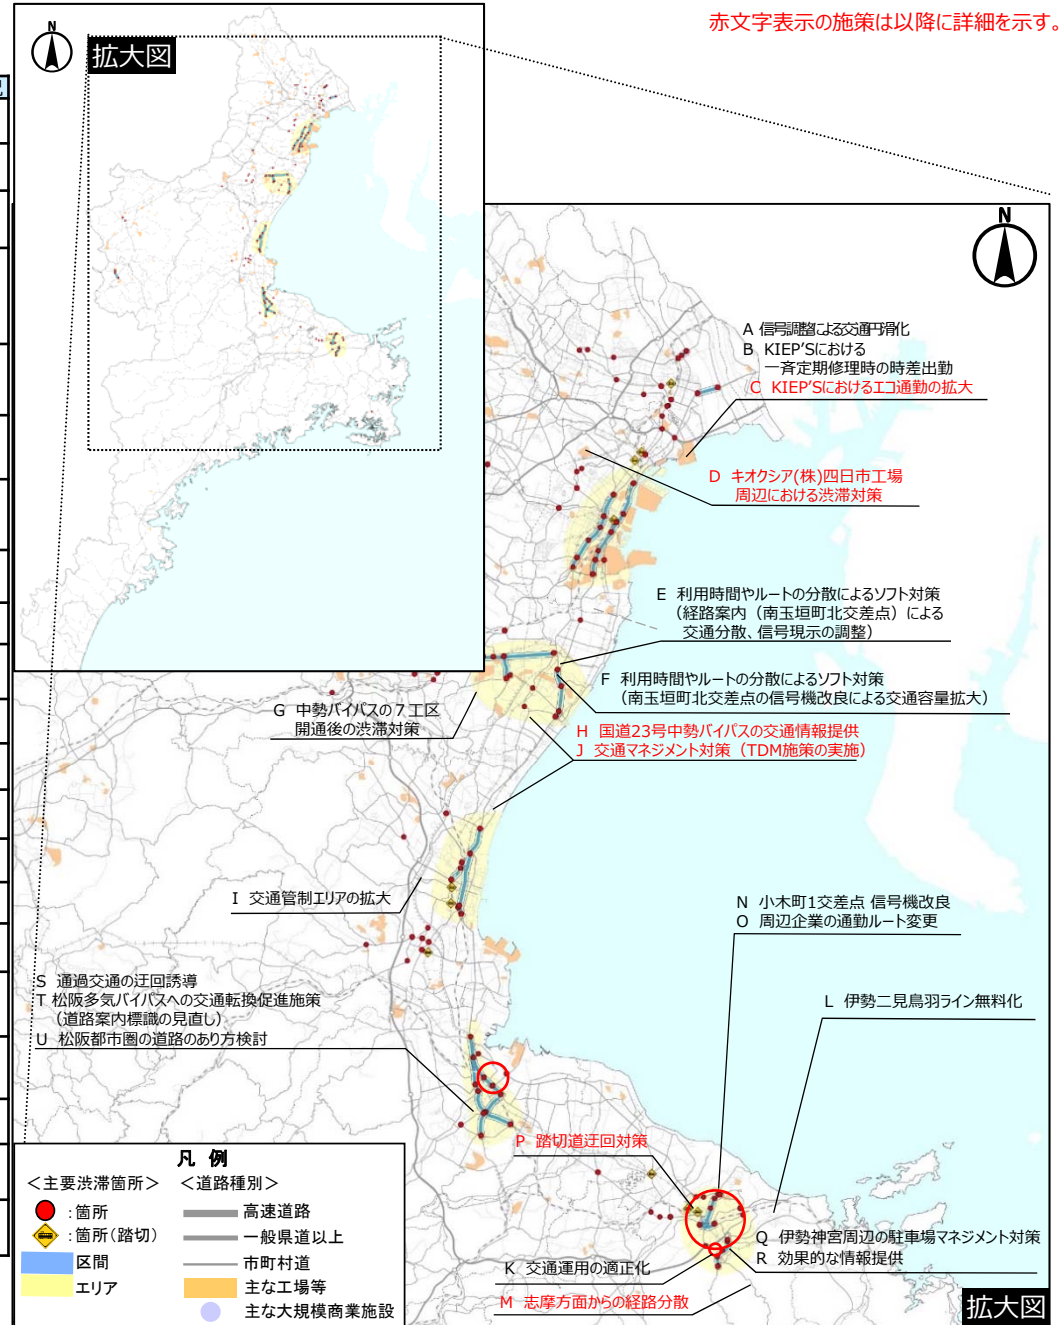 赤文字表示の施策は以降に詳細を示す。
N
拡大図
N
A 信号調整による交通円滑化
B KIEP'Sにおける
一斉定期修理時の時差出勤
C KIEP'Sにおけるエコ通勤の拡大
D キオクシア(株)四日市工場
周辺における渋滞対策
E 利用時間やルートの分散によるソフト対策
（経路案内（南玉垣町北交差点）による
交通分散、信号現示の調整）
F 利用時間やルートの分散によるソフト対策
（南玉垣町北交差点の信号機改良による交通容量拡大）
G 中勢バイパスの７工区
開通後の渋滞対策
H 国道23号中勢バイパスの交通情報提供
J 交通マネジメント対策（TDM施策の実施）
I 交通管制エリアの拡大
N 小木町1交差点 信号機改良
O 周辺企業の通勤ルート変更
S 通過交通の迂回誘導
T 松阪多気バイパスへの交通転換促進施策
（道路案内標識の見直し）
U 松阪都市圏の道路のあり方検討
L 伊勢二見鳥羽ライン無料化
P 踏切道迂回対策
Q 伊勢神宮周辺の駐車場マネジメント対策
R 効果的な情報提供
K 交通運用の適正化
M 志摩方面からの経路分散
凡 例
＜主要渋滞箇所＞ ＜道路種別＞
：箇所 高速道路
：箇所（踏切） 一般県道以上
区間 市町村道
エリア 主な工場等
主な大規模商業施設
拡大図